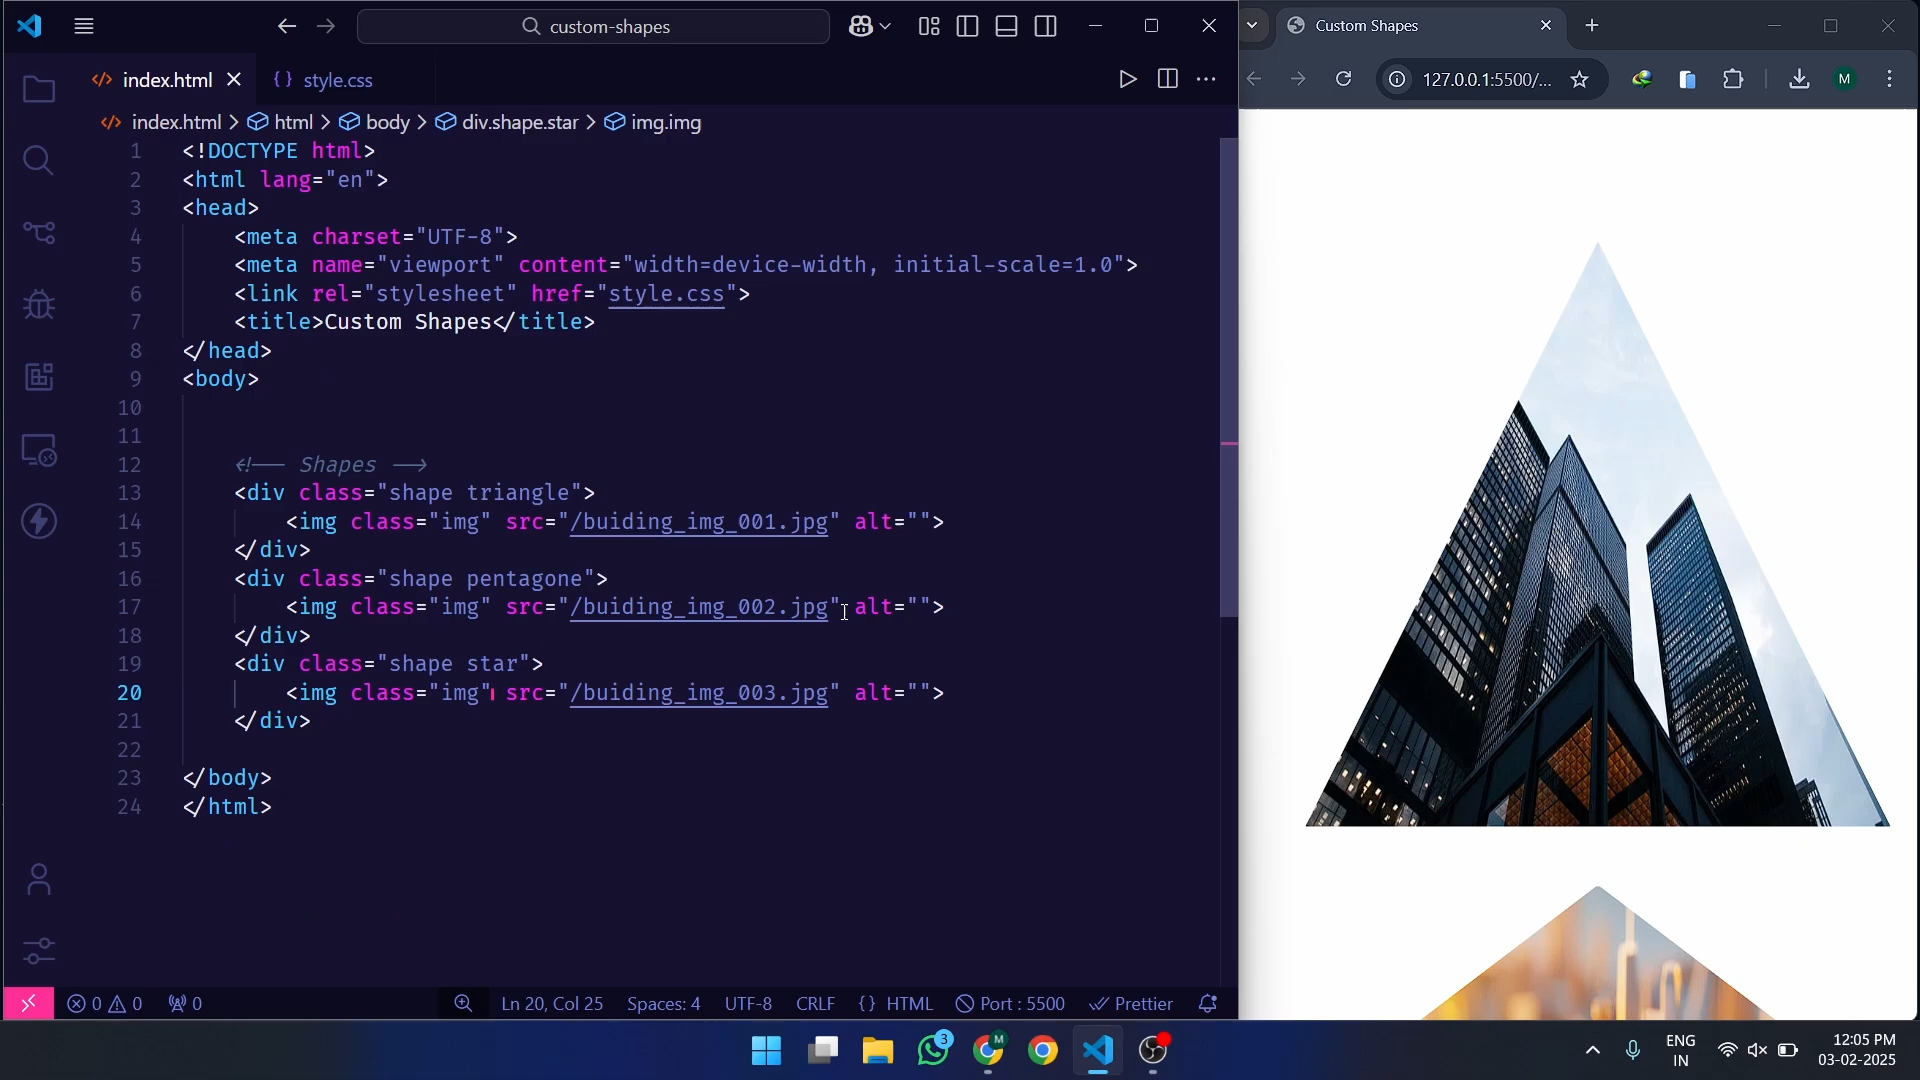 custom-shapes
index.html
style.css
index.html > html > body > div.shape.star > img.img
1 <!DOCTYPE html>
2 <html lang="en">
3 <head>
4 <meta charset="UTF-8">
5 <meta name="viewport" content="width=device-width, initial-scale=1.0">
6 <link rel="stylesheet" href="style.css">
7 <title>Custom Shapes</title>
8 </head>
9 <body>
10
11
12 <!-- Shapes -->
13 <div class="shape triangle">
14 <img class="img" src="/buiding_img_001.jpg" alt="">
15 </div>
16 <div class="shape pentagone">
17 <img class="img" src="/buiding_img_002.jpg" alt="">
18 </div>
19 <div class="shape star">
20 <img class="img" src="/buiding_img_003.jpg" alt="">
21 </div>
22
23 </body>
24 </html>
0 0 0 Ln 20, Col 25 Spaces: 4 UTF-8 CRLF {} HTML Port : 5500 Prettier
Custom Shapes
127.0.0.1:5500/...
M
3
M
ENG
IN
12:05 PM
03-02-2025